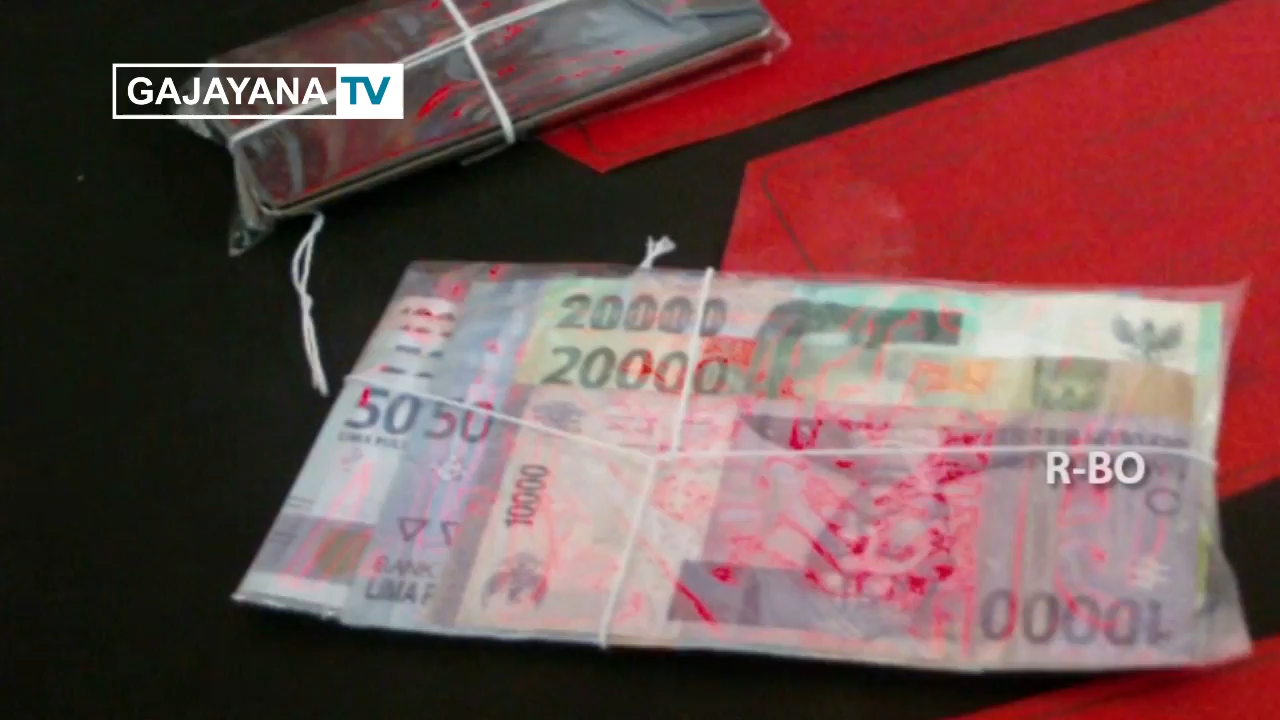 GAJAYANA TV
20000
20000
50 50
LIMA PULU
10000
R-BO
BANK
LIMA P
10000